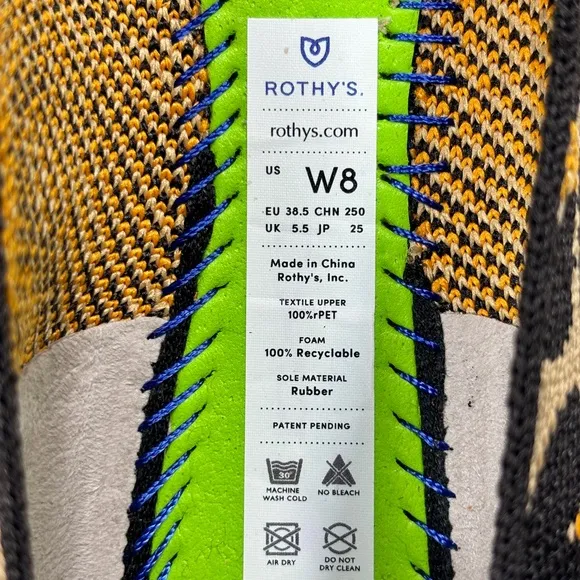 ROTHY'S.
rothys.com
US W8
EU 38.5 CHN 250
UK 5.5 JP 25
Made in China
Rothy's, Inc.
TEXTILE UPPER
100%rPET
FOAM
100% Recyclable
SOLE MATERIAL
Rubber
PATENT PENDING
30°
MACHINE WASH COLD
NO BLEACH
AIR DRY
DO NOT DRY CLEAN